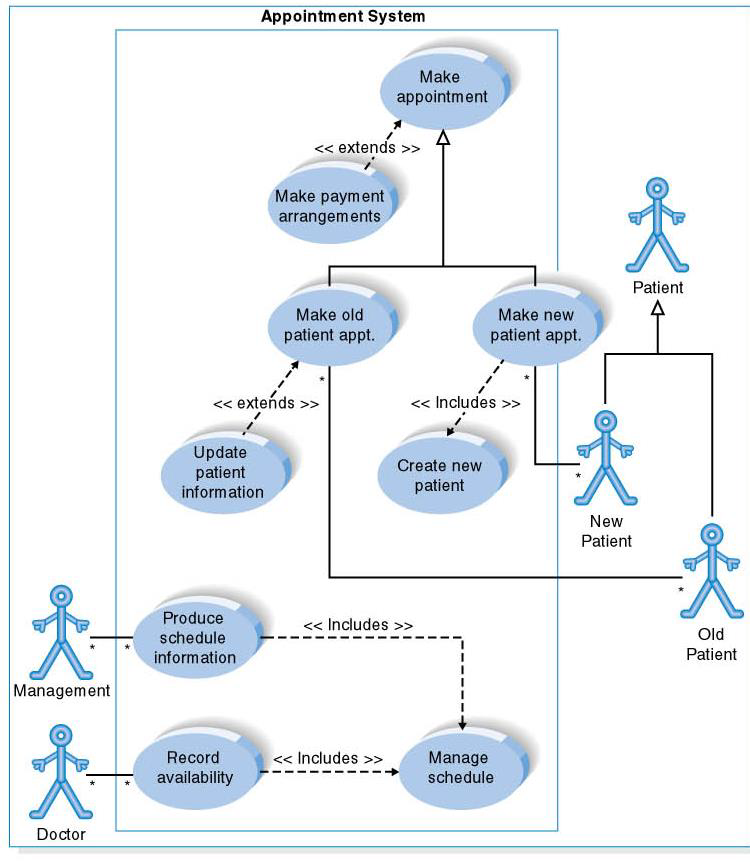 Appointment System
Make
appointment
<< extends >>
Make payment
arrangements
Patient
Make old
patient appt.
Make new
patient appt.
*
*
<< extends >>
<< Includes >>
Update
patient
information
Create new
patient
*
New
Patient
*
Old
Patient
Produce
schedule
information
<< Includes >>
*
*
Management
Record
availability
<< Includes >>
Manage
schedule
*
*
Doctor